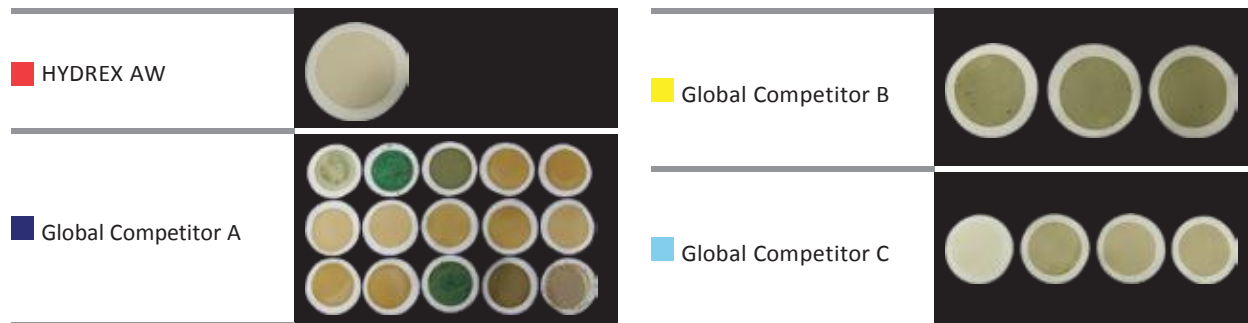 HYDREX AW
Global Competitor A
Global Competitor B
Global Competitor C